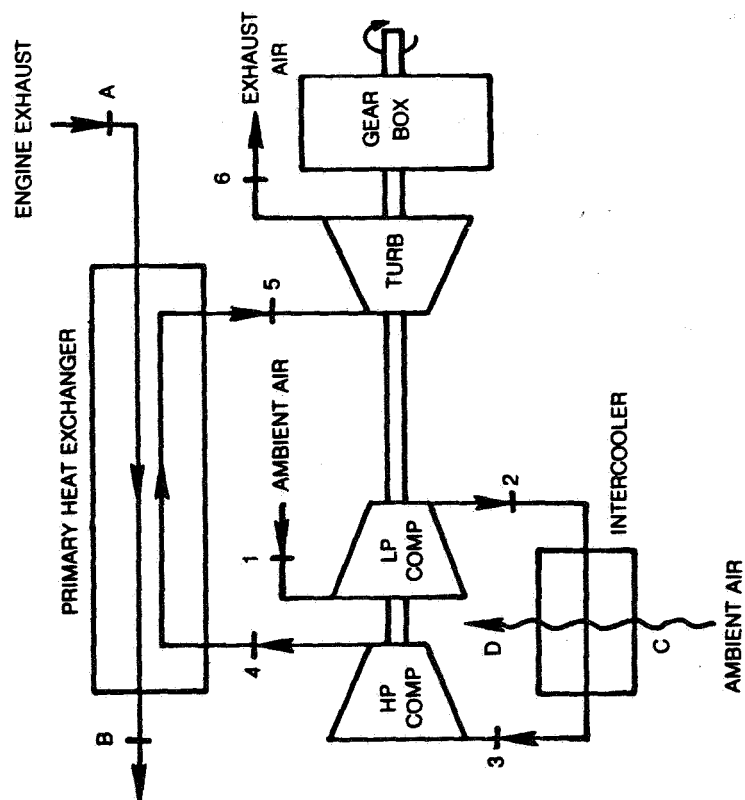 ENGINE EXHAUST
A
PRIMARY HEAT EXCHANGER
B
EXHAUST
AIR
6
5
AMBIENT AIR
1
4
GEAR
BOX
TURB
LP
COMP
HP
COMP
2
3
INTERCOOLER
D
C
AMBIENT AIR